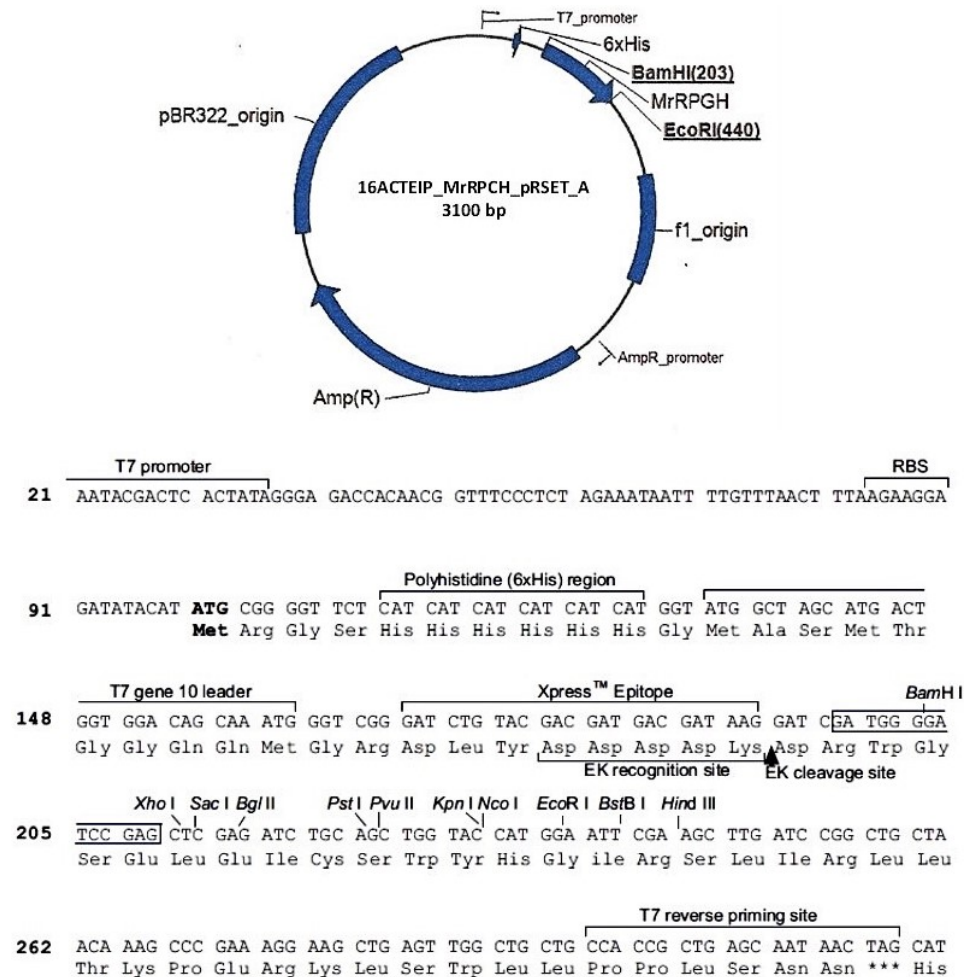 T7_promoter
6xHis
BamHI(203)
MrRPGH
EcoRI(440)
pBR322_origin
16ACTEIP_MrRPCH_pRSET_A
3100 bp
f1_origin
AmpR_promoter
Amp(R)
T7 promoter RBS
21 AATACGACTC ACTATAGGGA GACCACAACG GTTTCCCTCT AGAAATAATT TTGTTTAACT TTAAGAAGGA
Polyhistidine (6xHis) region
91 GATATACAT ATG CGG GGT TCT CAT CAT CAT CAT CAT CAT GGT ATG GCT AGC ATG ACT
Met Arg Gly Ser His His His His His His Gly Met Ala Ser Met Thr
T7 gene 10 leader Xpress™ Epitope BamH I
148 GGT GGA CAG CAA ATG GGT CGG GAT CTG TAC GAC GAT GAC GAT AAG GAT CGA TGG GGA
Gly Gly Gln Gln Met Gly Arg Asp Leu Tyr Asp Asp Asp Asp Lys Asp Arg Trp Gly
EK recognition site EK cleavage site
Xho I Sac I Bgl II Pst I Pvu II Kpn I Nco I EcoR I BstB I Hind III
205 TCC GAG CTC GAG ATC TGC AGC TGG TAC CAT GGA ATT CGA AGC TTG ATC CGG CTG CTA
Ser Glu Leu Glu Ile Cys Ser Trp Tyr His Gly ile Arg Ser Leu Ile Arg Leu Leu
T7 reverse priming site
262 ACA AAG CCC GAA AGG AAG CTG AGT TGG CTG CTG CCA CCG CTG AGC AAT AAC TAG CAT
Thr Lys Pro Glu Arg Lys Leu Ser Trp Leu Leu Pro Pro Leu Ser Asn Asn *** His